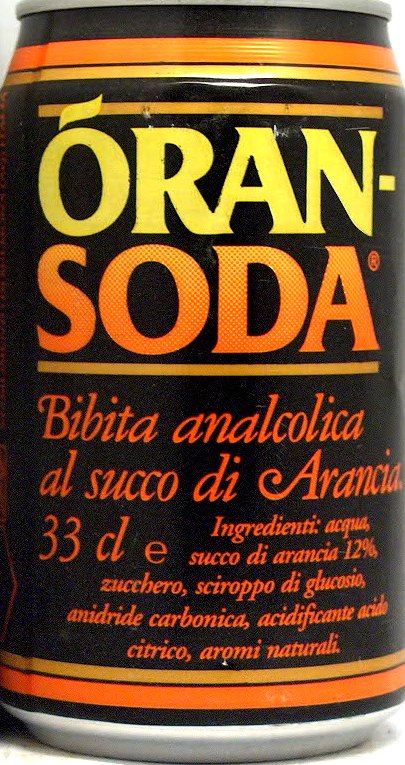 ORAN-
SODA®
Bibita analcolica
al succo di Arancia.
33 cl e
Ingredienti: acqua,
succo di arancia 12%,
zucchero, sciroppo di glucosio,
anidride carbonica, acidificante acido
citrico, aromi naturali.